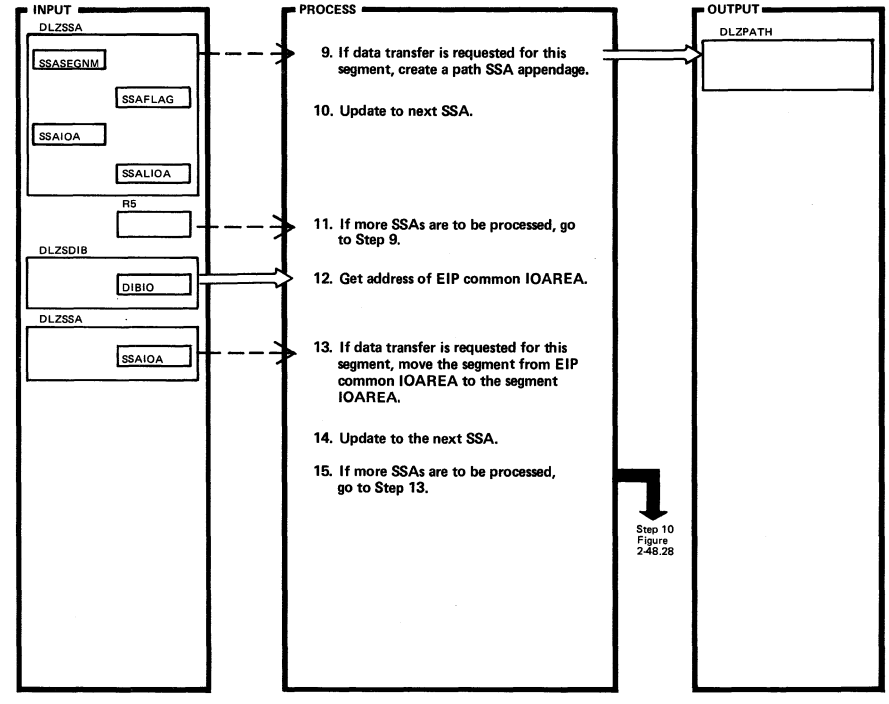 INPUT
DLZSSA
SSASEGNM
SSAFLAG
SSAIOA
SSALIOA
R5
DLZSDIB
DIBIO
DLZSSA
SSAIOA
PROCESS
9. If data transfer is requested for this
segment, create a path SSA appendage.
10. Update to next SSA.
11. If more SSAs are to be processed, go
to Step 9.
12. Get address of EIP common IOAREA.
13. If data transfer is requested for this
segment, move the segment from EIP
common IOAREA to the segment
IOAREA.
14. Update to the next SSA.
15. If more SSAs are to be processed,
go to Step 13.
Step 10
Figure
2-48.28
OUTPUT
DLZPATH